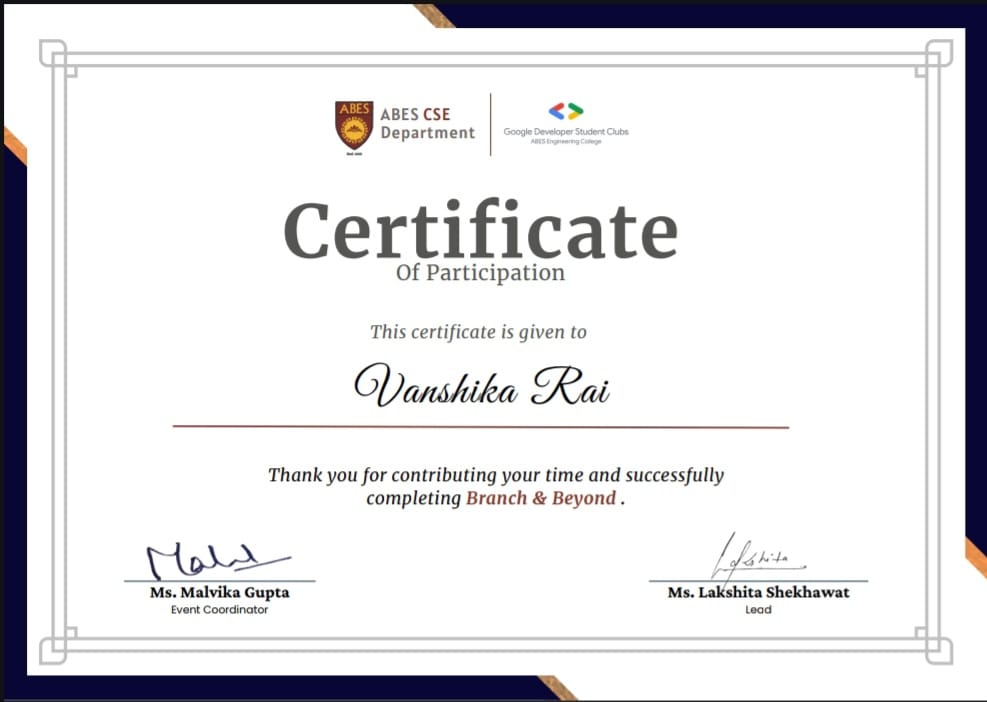 ABES
ABES CSE
Department
Google Developer Student Clubs
ABES Engineering College
Certificate
Of Participation
This certificate is given to
Vanshika Rai
Thank you for contributing your time and successfully
completing Branch & Beyond .
Lakshita
Ms. Malvika Gupta
Event Coordinator
Ms. Lakshita Shekhawat
Lead